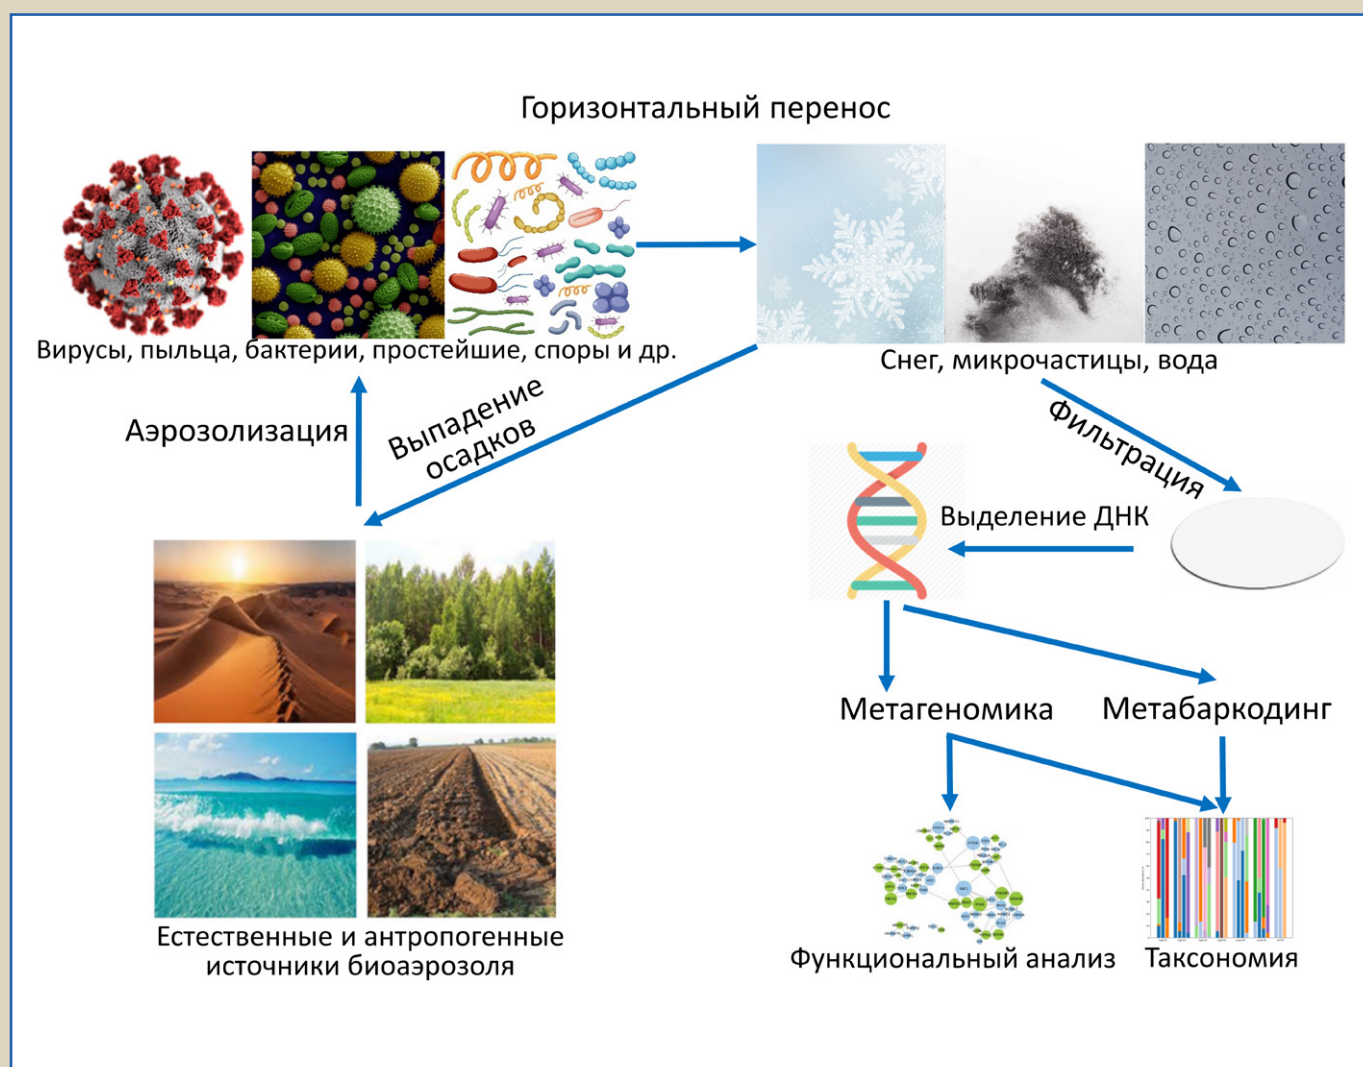 Горизонтальный перенос
Вирусы, пыльца, бактерии, простейшие, споры и др.
Снег, микрочастицы, вода
Аэрозолизация
Выпадение
осадков
Фильтрация
Выделение ДНК
Метагеномика
Метабаркодинг
Естественные и антропогенные
источники биоаэрозоля
Функциональный анализ
Таксономия